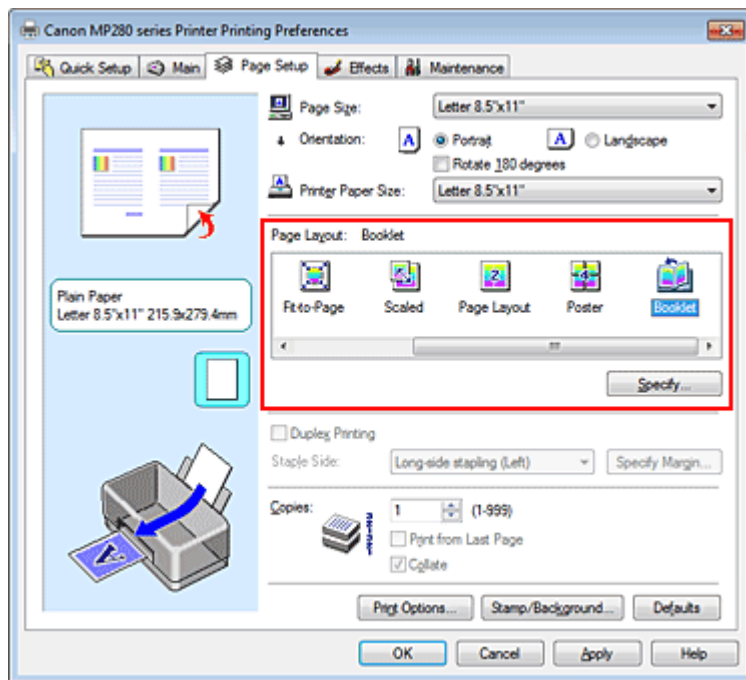 Canon MP280 series Printer Printing Preferences
Quick Setup Main Page Setup Effects Maintenance
Page Size: Letter 8.5"x11"
Orientation: A Portrait A Landscape
Rotate 180 degrees
Printer Paper Size: Letter 8.5"x11"
Page Layout: Booklet
Fit-to-Page Scaled Page Layout Poster Booklet
Specify...
Plain Paper
Letter 8.5"x11" 215.9x279.4mm
Duplex Printing
Staple Side: Long-side stapling (Left) Specify Margin...
Copies: 1 (1-999)
Print from Last Page
Collate
Print Options... Stamp/Background... Defaults
OK Cancel Apply Help